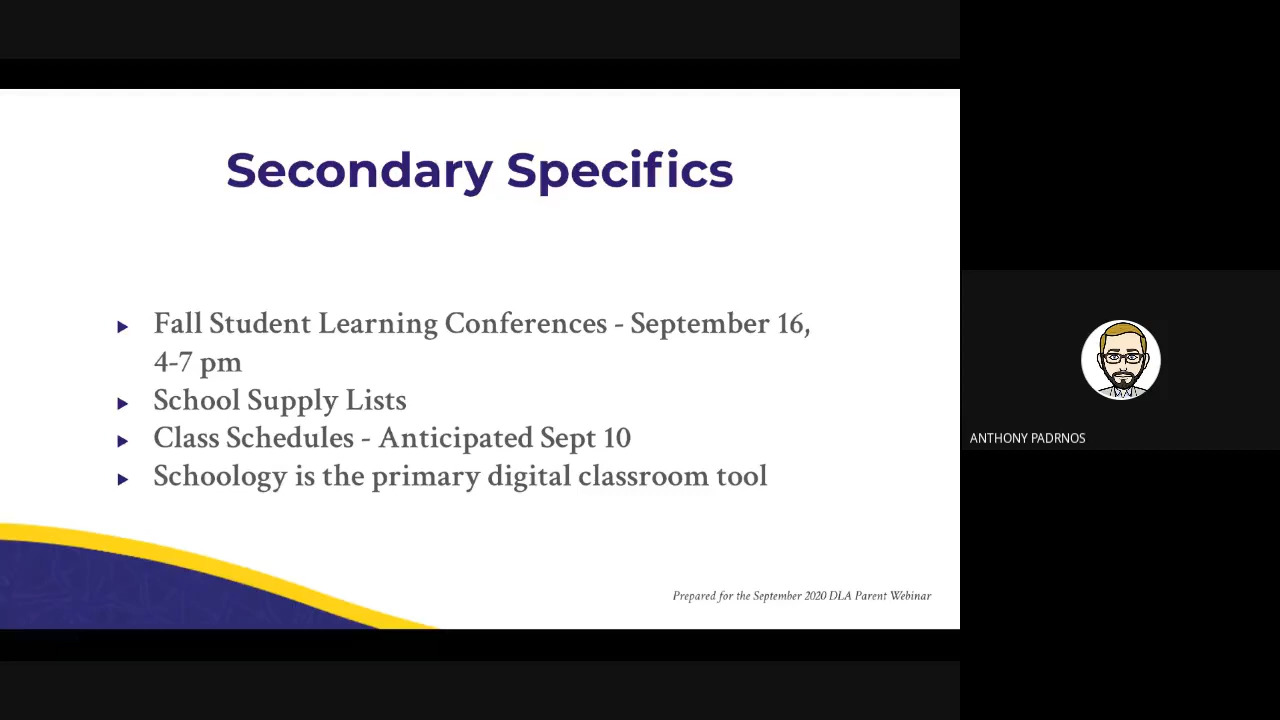 Secondary Specifics
Fall Student Learning Conferences - September 16,
4-7 pm
School Supply Lists
Class Schedules - Anticipated Sept 10
Schoology is the primary digital classroom tool
Prepared for the September 2020 DLA Parent Webinar
ANTHONY PADRNOS